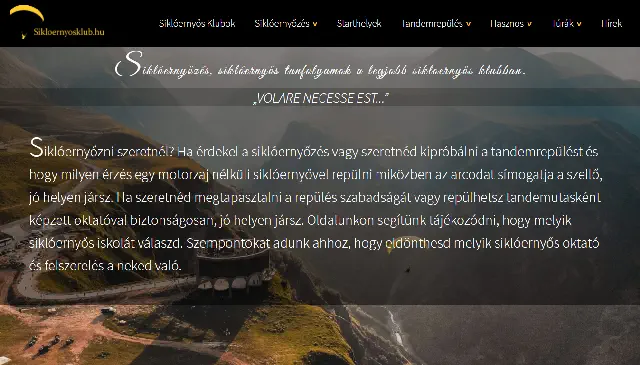 Sikloernyosklub.hu
Siklóernyős Klubok Siklóernyőzés Starthelyek Tandemrepülés Hasznos Túrák Hírek
Siklóernyőzés, siklóernyős tanfolyamok a legjobb siklóernyős klubban.
„VOLARE NECESSE EST..."
Siklóernyőzni szeretnél? Ha érdekel a siklóernyőzés vagy szeretnéd kipróbálni a tandemrepülést és
hogy milyen érzés egy motorzaj nélküli siklóernyővel repülni miközben az arcodat símogatja a szellő,
jó helyen jársz. Ha szeretnéd megtapasztalni a repülés szabadságát vagy repülhetsz tandemutasként
képzett oktatóval biztonságosan, jó helyen jársz. Oldalunkon segítünk tájékozódni, hogy melyik
siklóernyős iskolát válaszd. Szempontokat adunk ahhoz, hogy eldönthesd melyik siklóernyős oktató
és felszerelés a neked való.